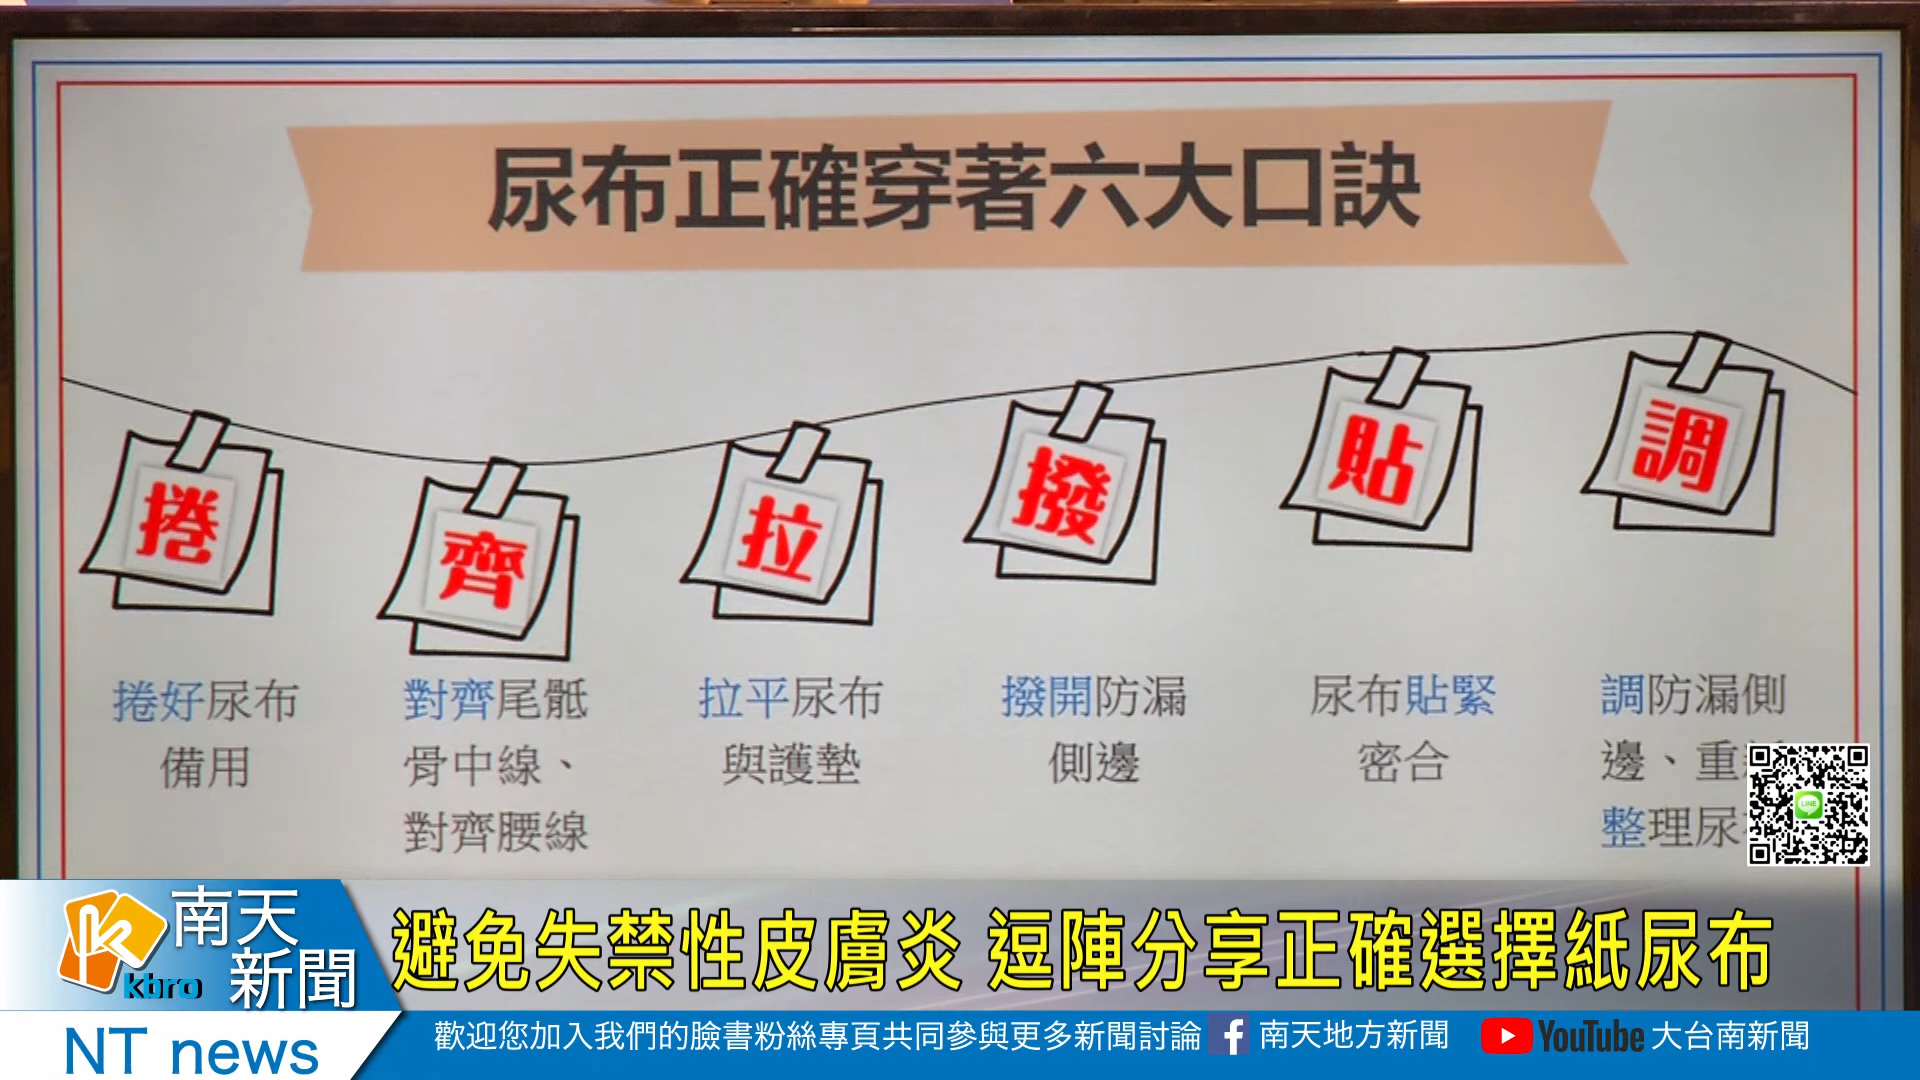 尿布正確穿著六大口訣
捲
齊
拉
撥
貼
調
捲好尿布
備用
對齊尾骶
骨中線、
對齊腰線
拉平尿布
與護墊
撥開防漏
側邊
尿布貼緊
密合
調防漏側
邊、重
整理尿
LINE
kbro
南天
新聞
避免失禁性皮膚炎 逗陣分享正確選擇紙尿布
NT news
歡迎您加入我們的臉書粉絲專頁共同參與更多新聞討論 f 南天地方新聞 YouTube 大台南新聞